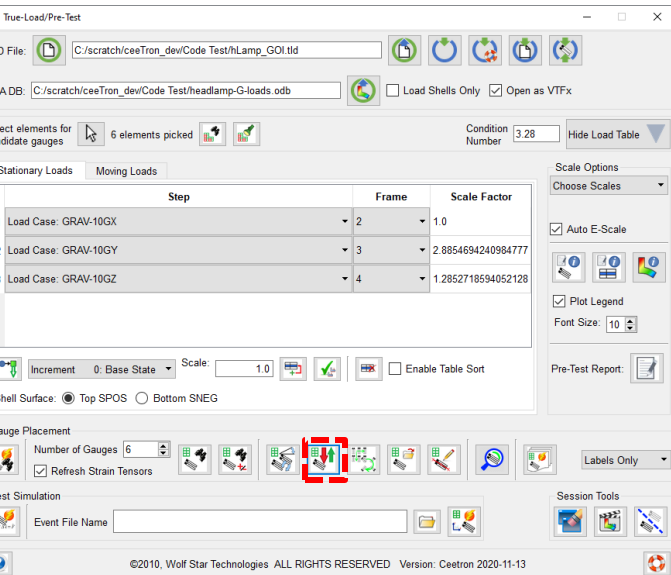 True-Load/Pre-Test
D File:
C:/scratch/ceeTron_dev/Code Test/hLamp_GOI.tld
A DB:
C:/scratch/ceeTron_dev/Code Test/headlamp-G-loads.odb
Load Shells Only
Open as VTFx
ect elements for
didate gauges
6 elements picked
Condition
Number
3.28
Hide Load Table
Stationary Loads
Moving Loads
Step
Frame
Scale Factor
Load Case: GRAV-10GX
2
1.0
Load Case: GRAV-10GY
3
2.8854694240984777
Load Case: GRAV-10GZ
4
1.2852718594052128
Scale Options
Choose Scales
Auto E-Scale
Plot Legend
Font Size:
10
Pre-Test Report:
Increment
0: Base State
Scale:
1.0
Enable Table Sort
hell Surface:
Top SPOS
Bottom SNEG
auge Placement
Number of Gauges
6
Refresh Strain Tensors
Labels Only
est Simulation
Event File Name
Session Tools
©2010, Wolf Star Technologies ALL RIGHTS RESERVED Version: Ceetron 2020-11-13